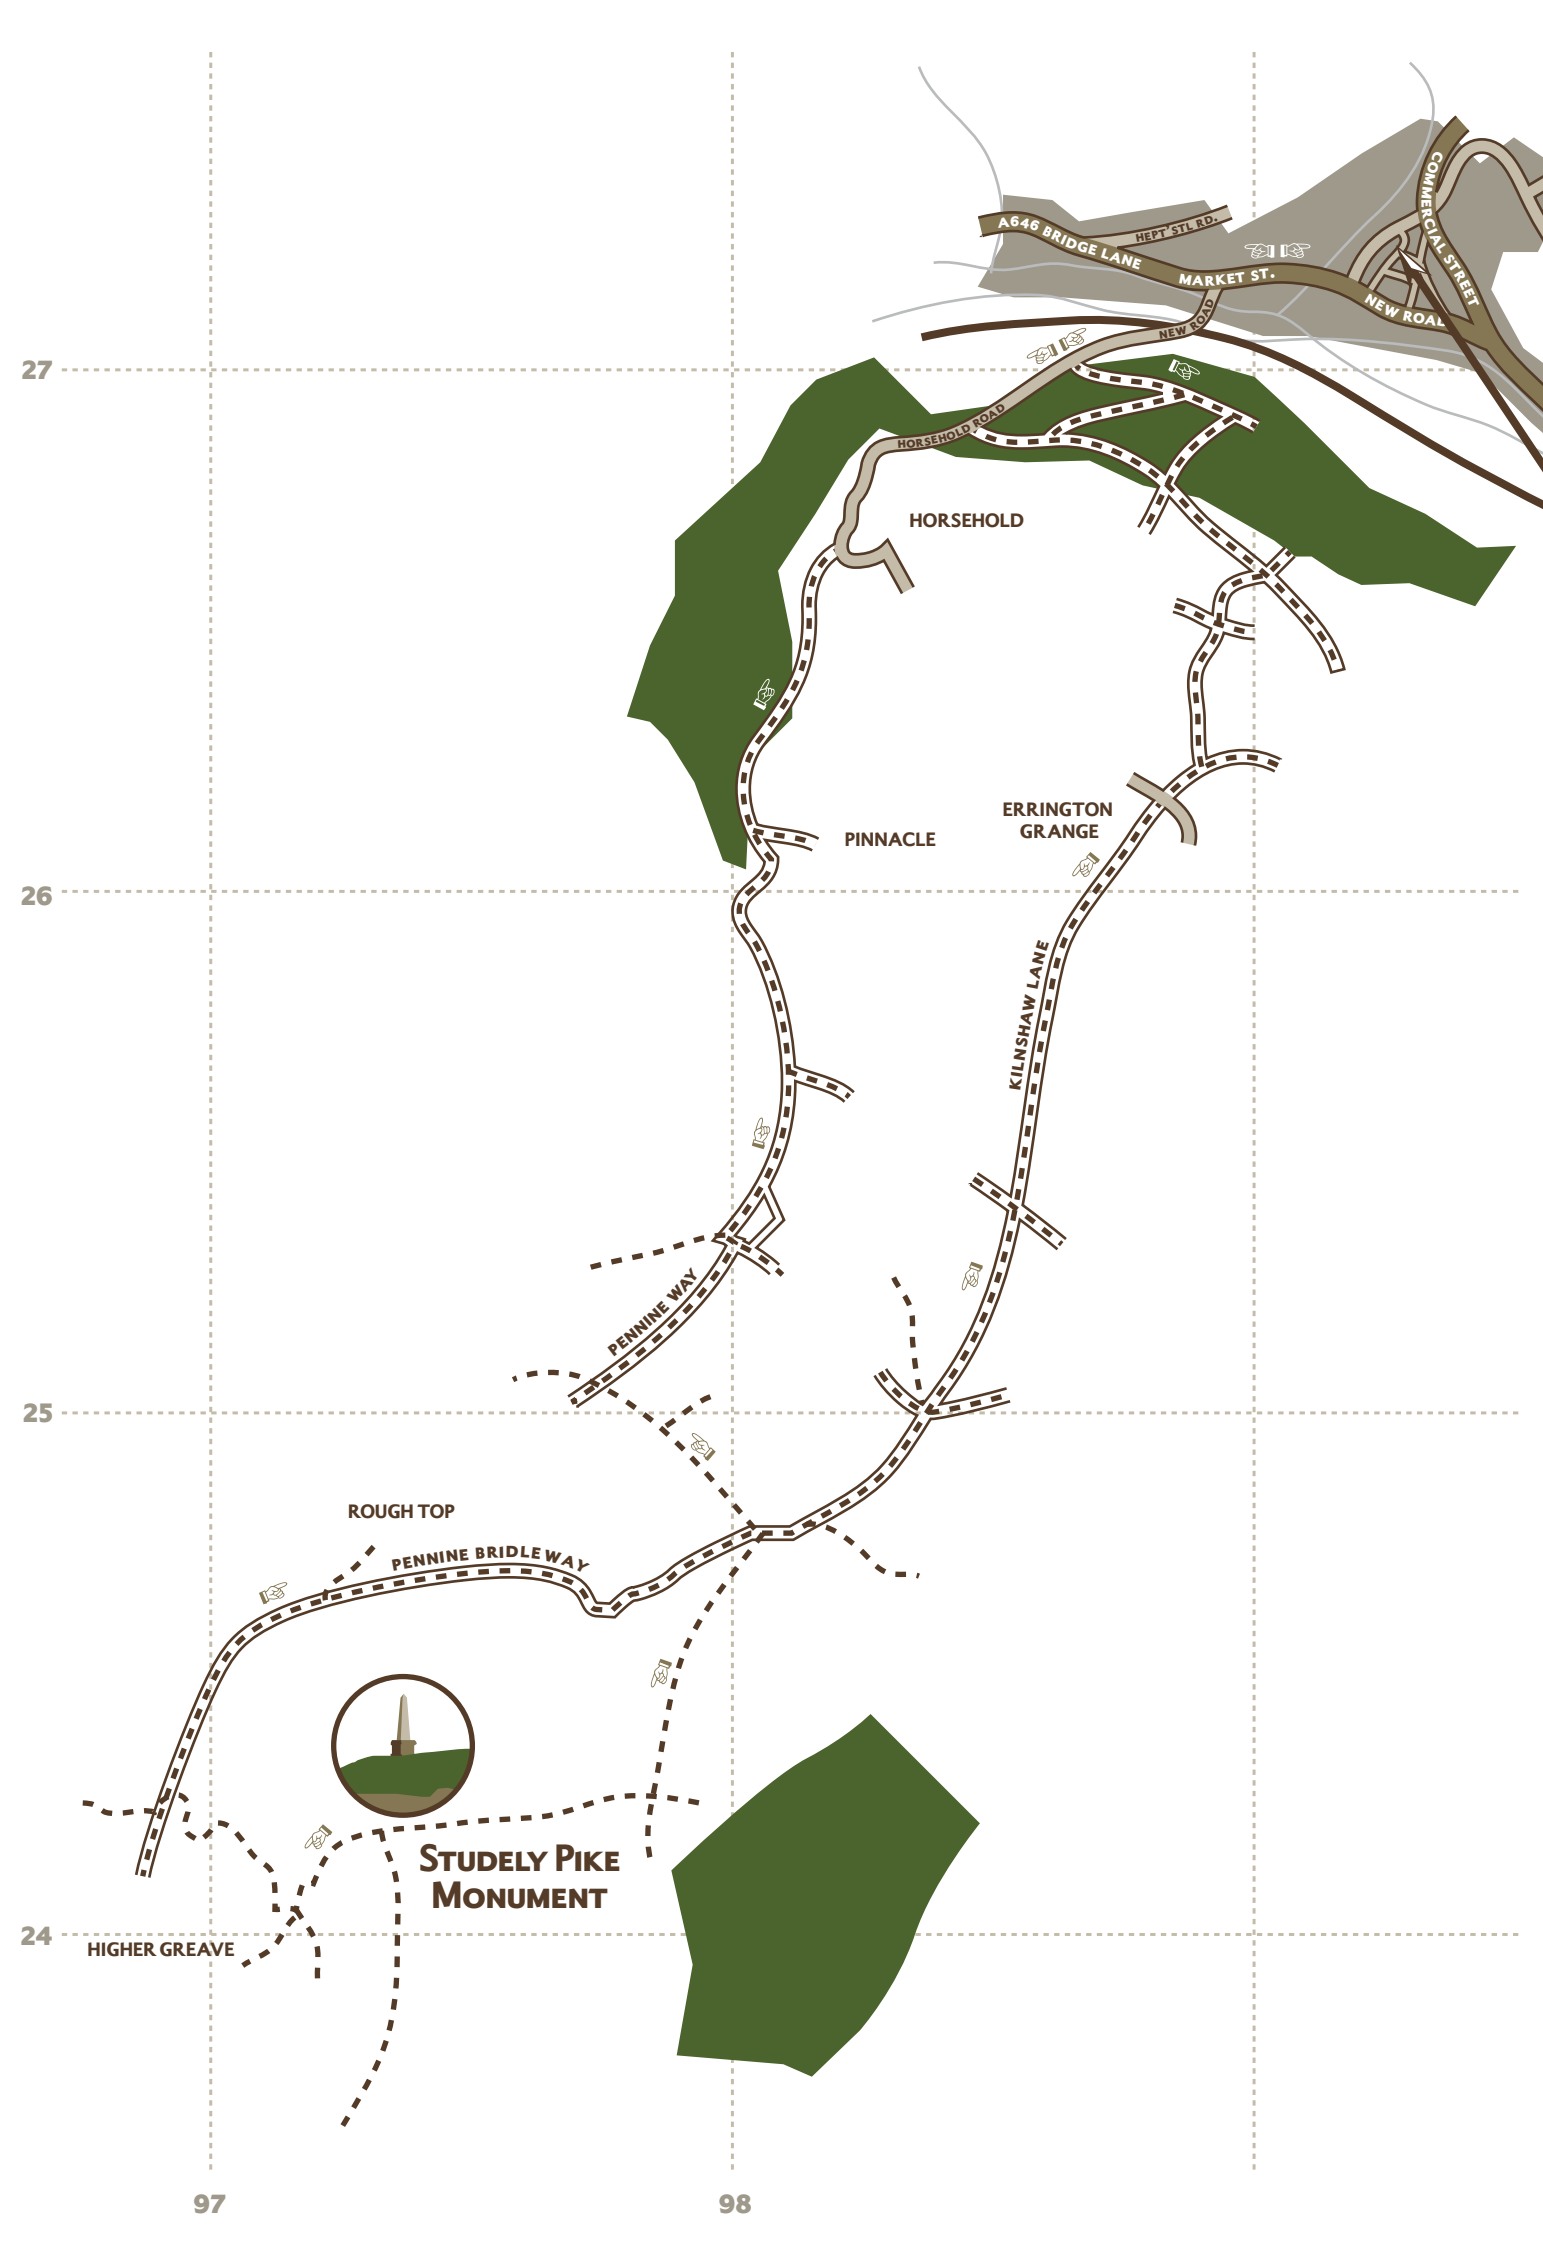 COMMERCIAL STREET
A646 BRIDGE LANE
HEPT'STL RD.
MARKET ST.
NEW ROAD
NEW ROAD
27
HORSEHOLD ROAD
HORSEHOLD
ERRINGTON
GRANGE
PINNACLE
26
KILNSHAW LANE
PENNINE WAY
25
ROUGH TOP
PENNINE BRIDLEWAY
STUDELY PIKE
MONUMENT
24
HIGHER GREAVE
97
98